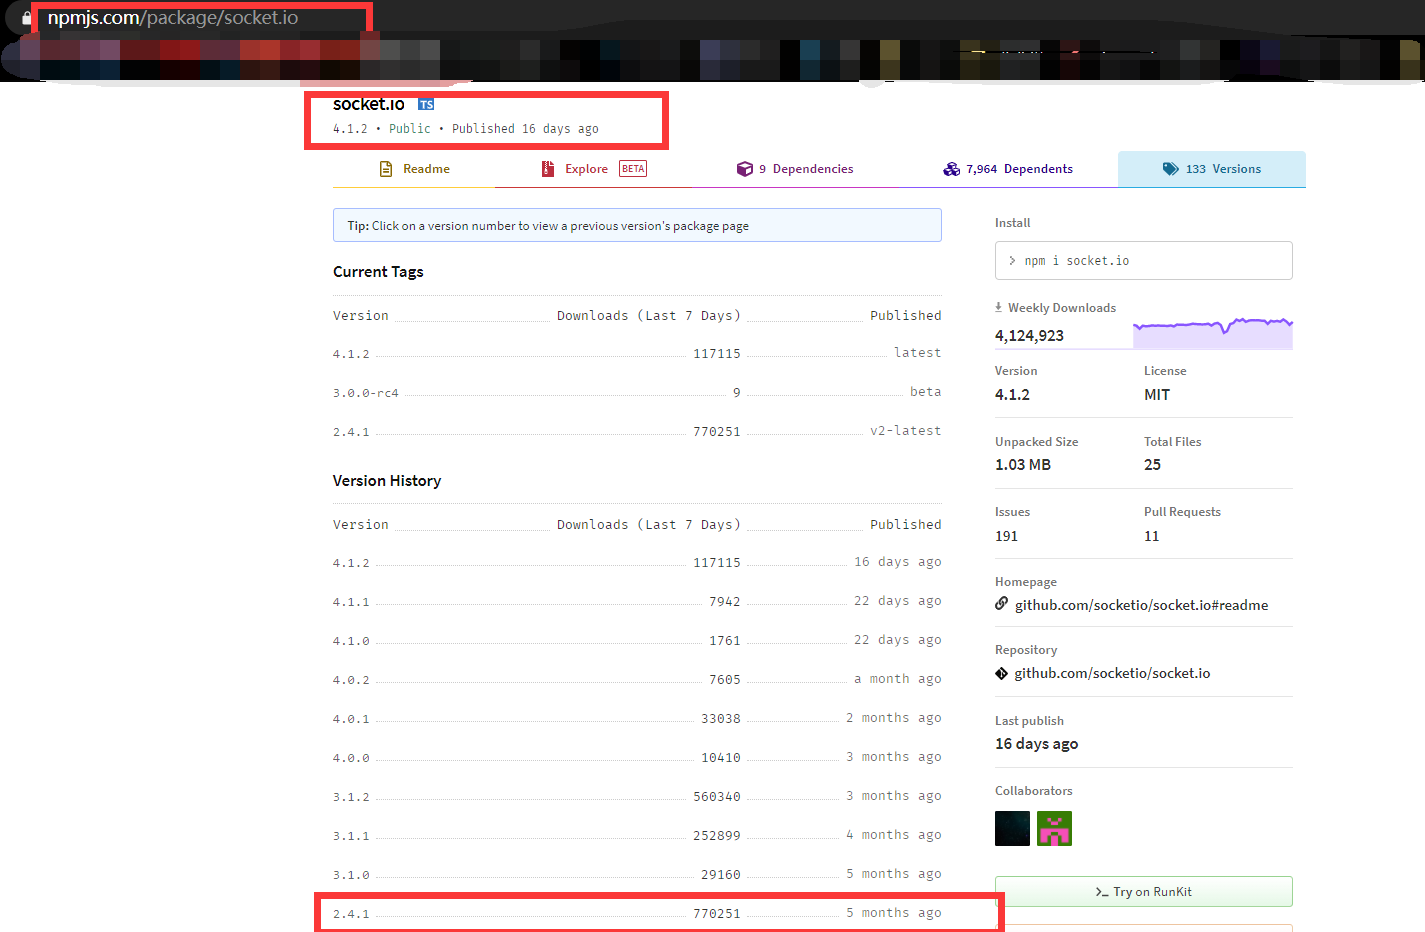 npmjs.com/package/socket.io
socket.io TS
4.1.2 • Public • Published 16 days ago
Readme
Explore BETA
9 Dependencies
7,964 Dependents
133 Versions
Tip: Click on a version number to view a previous version's package page
Current Tags
Version Downloads (Last 7 Days) Published
4.1.2 117115 latest
3.0.0-rc4 9 beta
2.4.1 770251 v2-latest
Version History
Version Downloads (Last 7 Days) Published
4.1.2 117115 16 days ago
4.1.1 7942 22 days ago
4.1.0 1761 22 days ago
4.0.2 7605 a month ago
4.0.1 33038 2 months ago
4.0.0 10410 3 months ago
3.1.2 560340 3 months ago
3.1.1 252899 4 months ago
3.1.0 29160 5 months ago
2.4.1 770251 5 months ago
Install
> npm i socket.io
Weekly Downloads
4,124,923
Version License
4.1.2 MIT
Unpacked Size Total Files
1.03 MB 25
Issues Pull Requests
191 11
Homepage
github.com/socketio/socket.io#readme
Repository
github.com/socketio/socket.io
Last publish
16 days ago
Collaborators
Try on RunKit